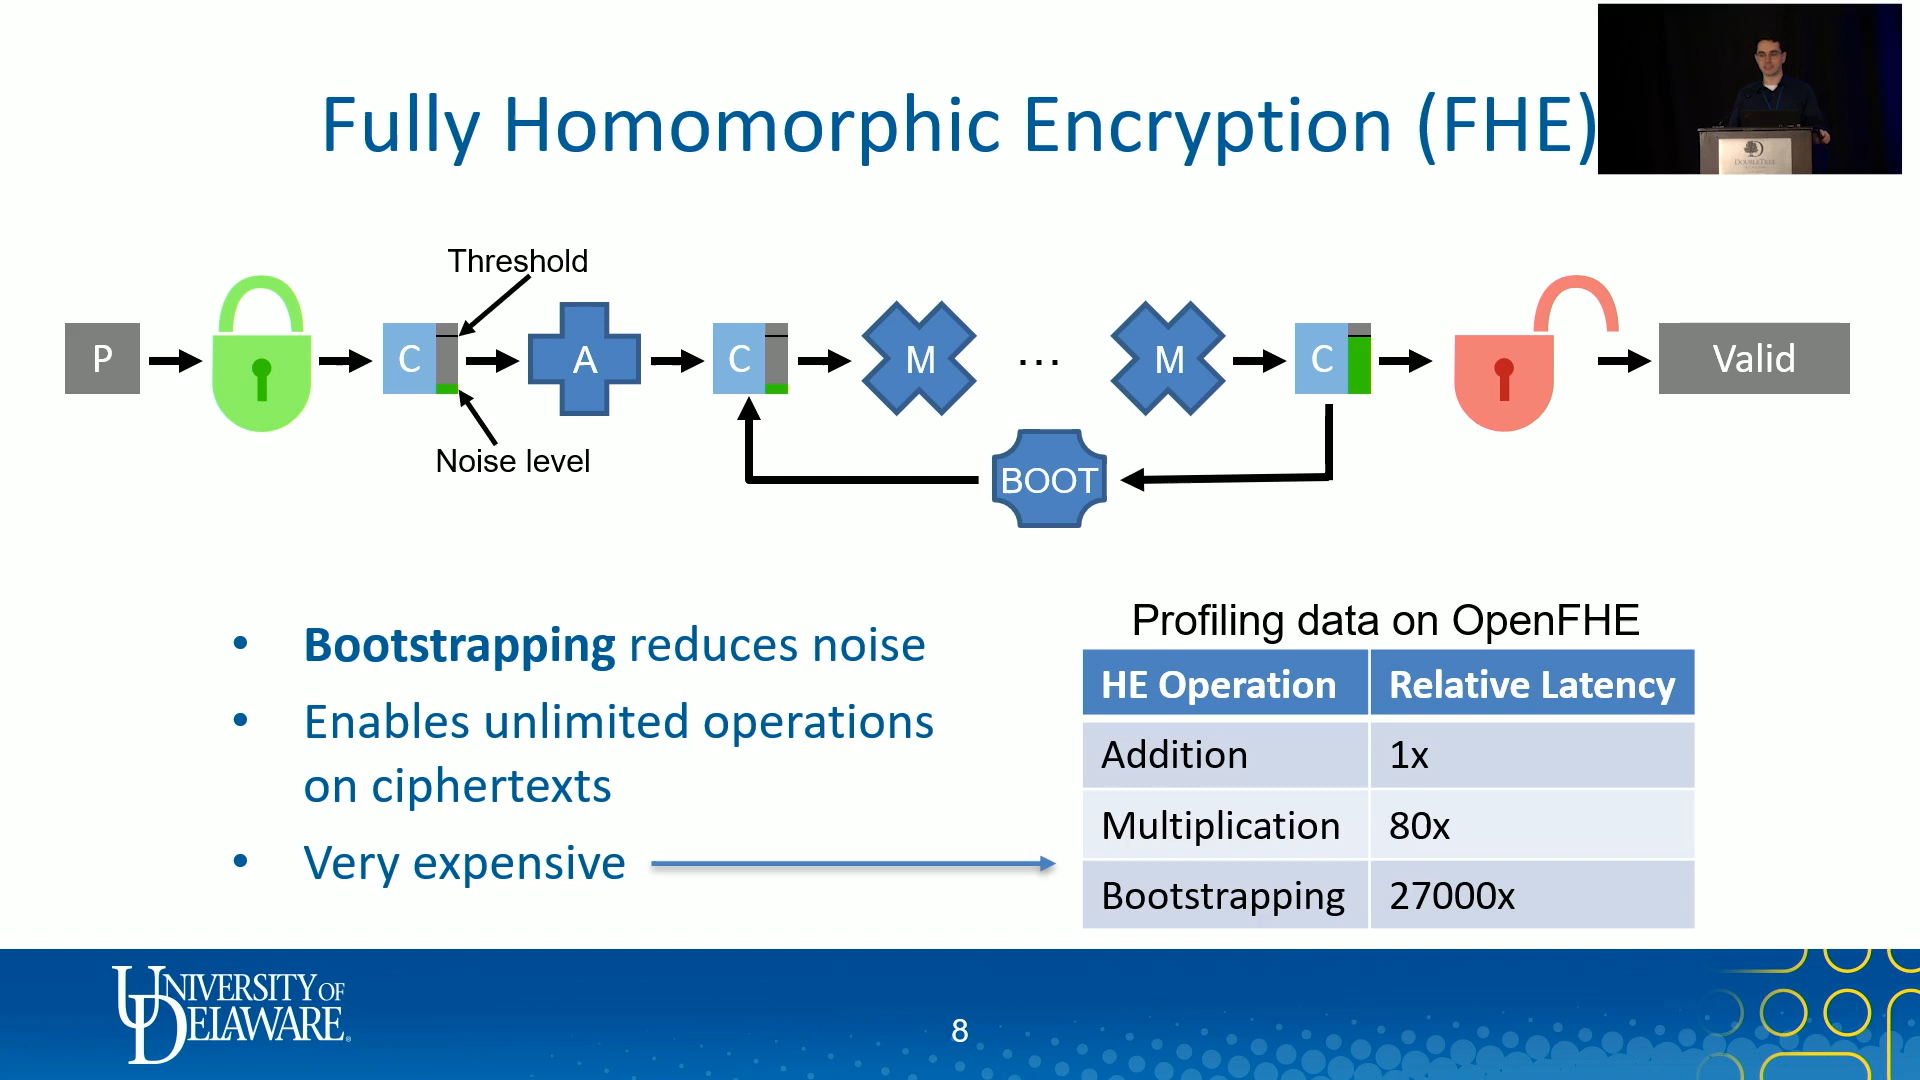 Fully Homomorphic Encryption (FHE)
Threshold
P
C
A
C
M
...
M
C
Valid
Noise level
BOOT
• Bootstrapping reduces noise
• Enables unlimited operations
on ciphertexts
• Very expensive
Profiling data on OpenFHE
HE Operation Relative Latency
Addition 1x
Multiplication 80x
Bootstrapping 27000x
UNIVERSITY OF
DELAWARE
8
DOUBLETREE